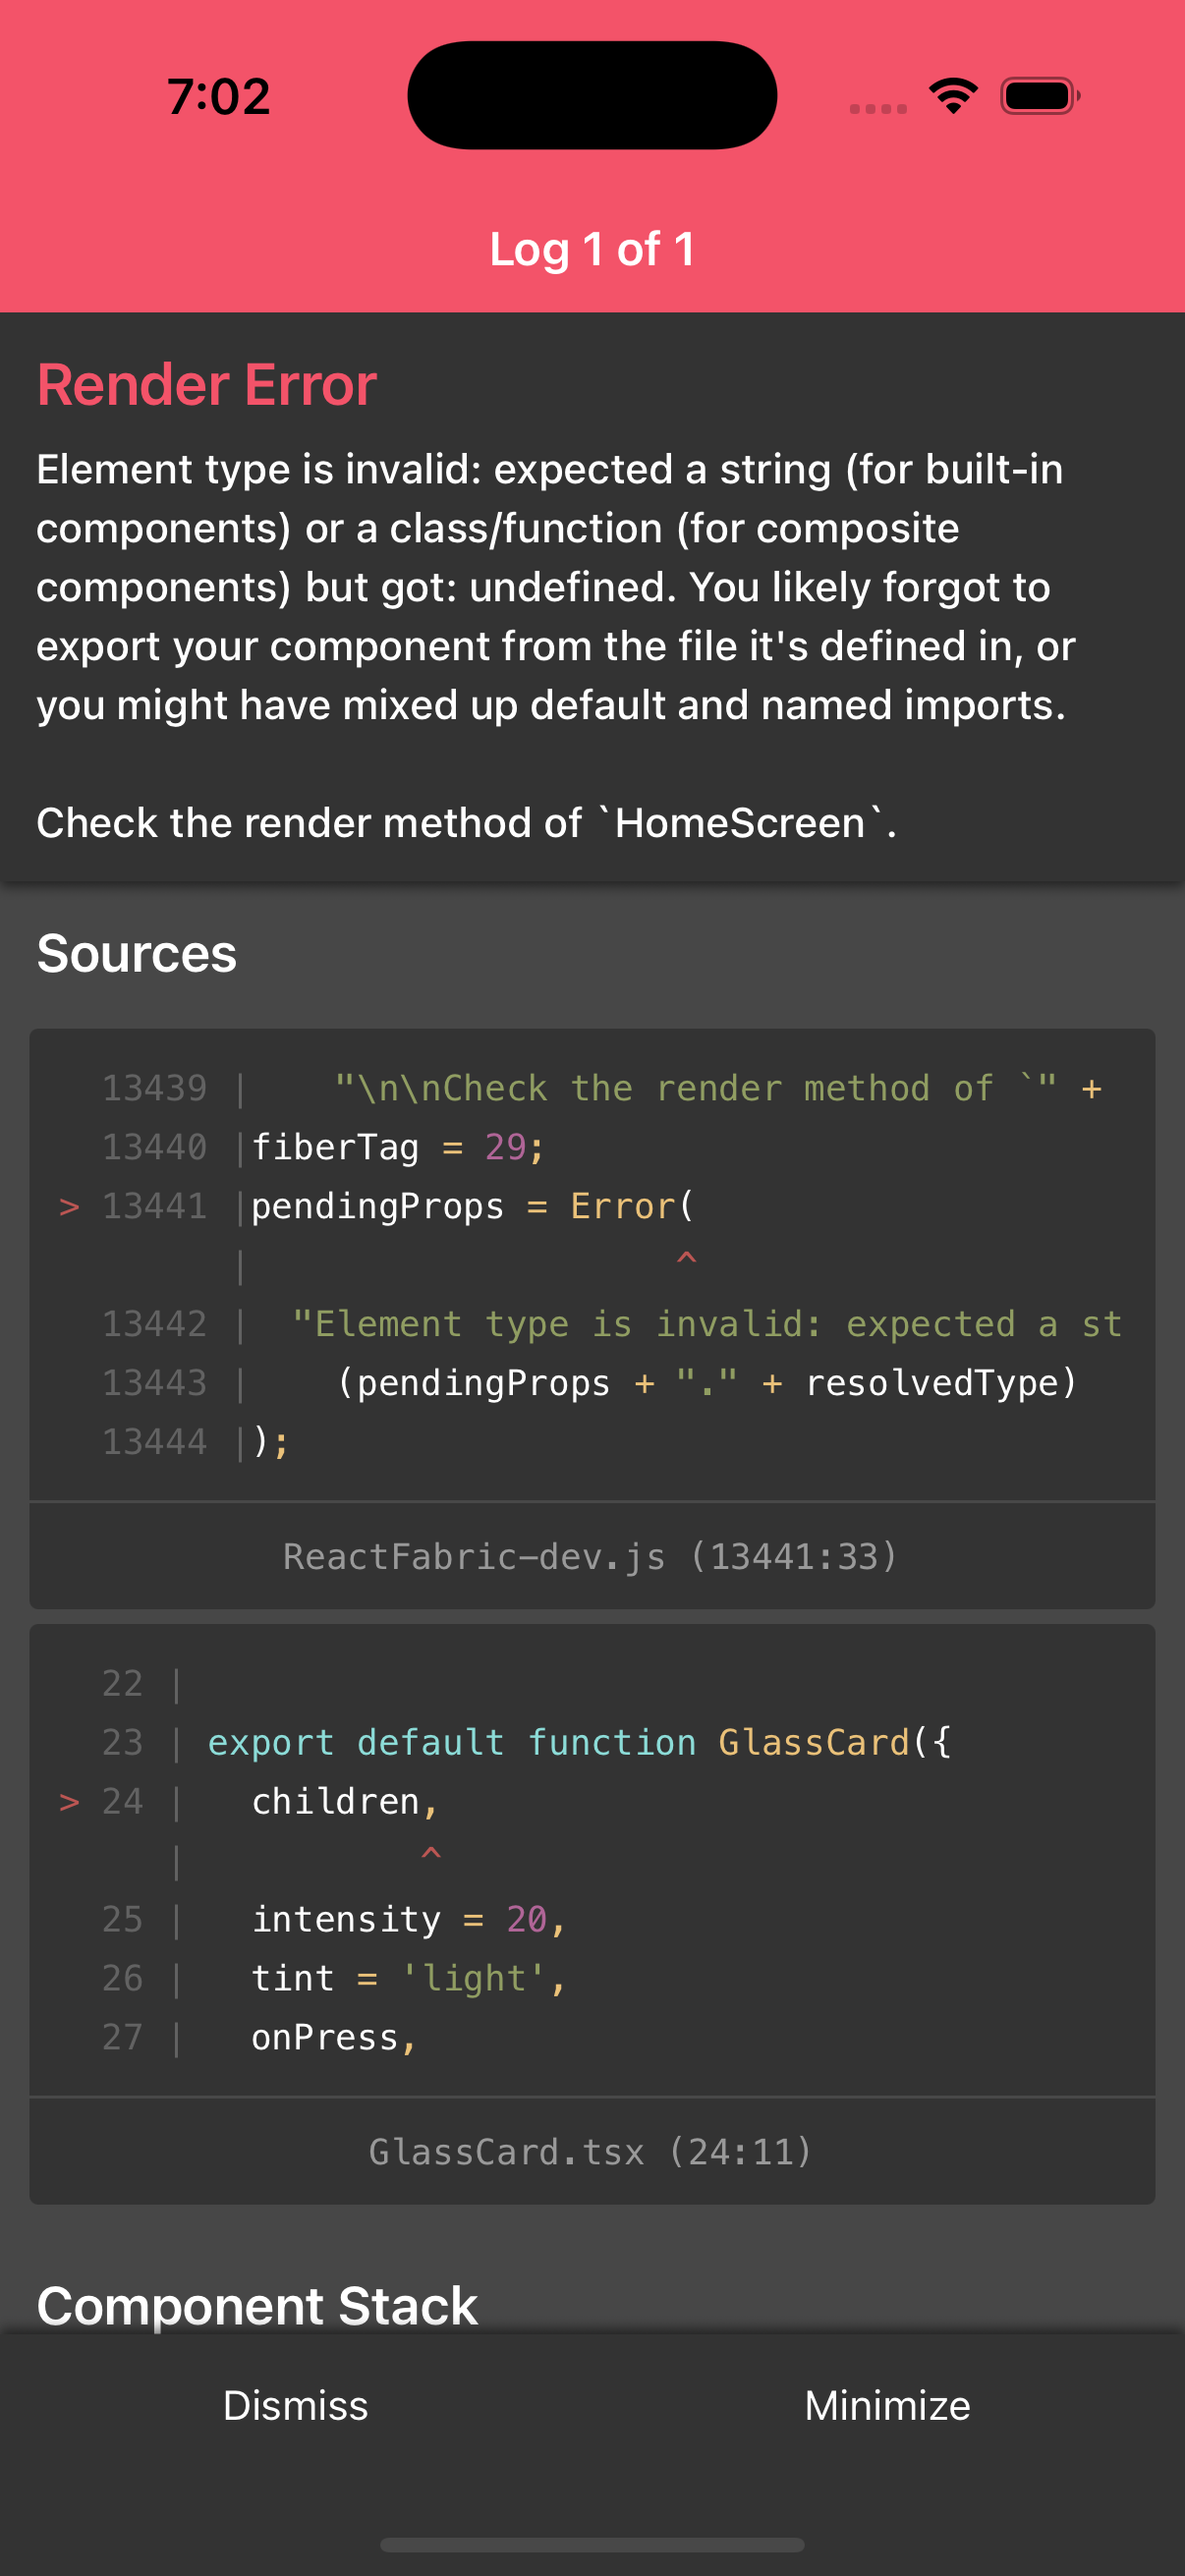 7:02
Log 1 of 1
Render Error
Element type is invalid: expected a string (for built-in
components) or a class/function (for composite
components) but got: undefined. You likely forgot to
export your component from the file it's defined in, or
you might have mixed up default and named imports.
Check the render method of `HomeScreen`.
Sources
13439 |    "\n\nCheck the render method of `" +
13440 |fiberTag = 29;
> 13441 |pendingProps = Error(
|                    ^
13442 |  "Element type is invalid: expected a st
13443 |    (pendingProps + "." + resolvedType)
13444 |);
ReactFabric-dev.js (13441:33)
22 |
23 | export default function GlassCard({
> 24 |   children,
|           ^
25 |   intensity = 20,
26 |   tint = 'light',
27 |   onPress,
GlassCard.tsx (24:11)
Component Stack
Dismiss
Minimize